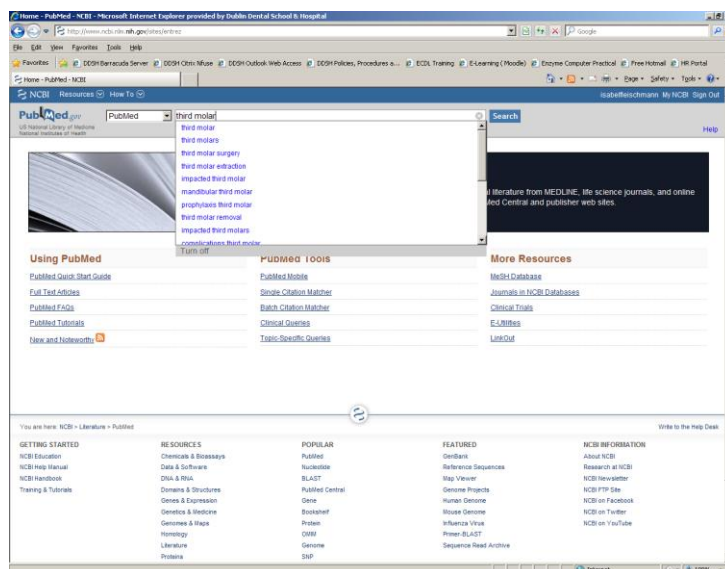 Home - PubMed - NCBI - Microsoft Internet Explorer provided by Dublin Dental School & Hospital
http://www.ncbi.nlm.nih.gov/sites/entrez
Google
File Edit View Favorites Tools Help
Favorites DDSH Barracuda Server DDSH Citrix Nfuse DDSH Outlook Web Access DDSH Policies, Procedures a... ECDL Training E-Learning ( Moodle) Enzyme Computer Practical Free Hotmail HR Portal
Home - PubMed - NCBI
Page Safety Tools
NCBI Resources How To
isabelfleischmann My NCBI Sign Out
PubMed.gov
US National Library of Medicine
National Institutes of Health
PubMed
third molar
Search
Help
third molar
third molars
third molar surgery
third molar extraction
impacted third molar
mandibular third molar
prophylaxis third molar
third molar removal
impacted third molars
complications third molar
Turn off
al literature from MEDLINE, life science journals, and online
Med Central and publisher web sites.
Using PubMed
PubMed Quick Start Guide
Full Text Articles
PubMed FAQs
PubMed Tutorials
New and Noteworthy
PubMed Tools
PubMed Mobile
Single Citation Matcher
Batch Citation Matcher
Clinical Queries
Topic-Specific Queries
More Resources
MeSH Database
Journals in NCBI Databases
Clinical Trials
E-Utilities
LinkOut
You are here: NCBI > Literature > PubMed
Write to the Help Desk
GETTING STARTED
NCBI Education
NCBI Help Manual
NCBI Handbook
Training & Tutorials
RESOURCES
Chemicals & Bioassays
Data & Software
DNA & RNA
Domains & Structures
Genes & Expression
Genetics & Medicine
Genomes & Maps
Homology
Literature
Proteins
POPULAR
PubMed
Nucleotide
BLAST
PubMed Central
Gene
Bookshelf
Protein
OMIM
Genome
SNP
FEATURED
GenBank
Reference Sequences
Map Viewer
Genome Projects
Human Genome
Mouse Genome
Influenza Virus
Primer-BLAST
Sequence Read Archive
NCBI INFORMATION
About NCBI
Research at NCBI
NCBI Newsletter
NCBI FTP Site
NCBI on Facebook
NCBI on Twitter
NCBI on YouTube